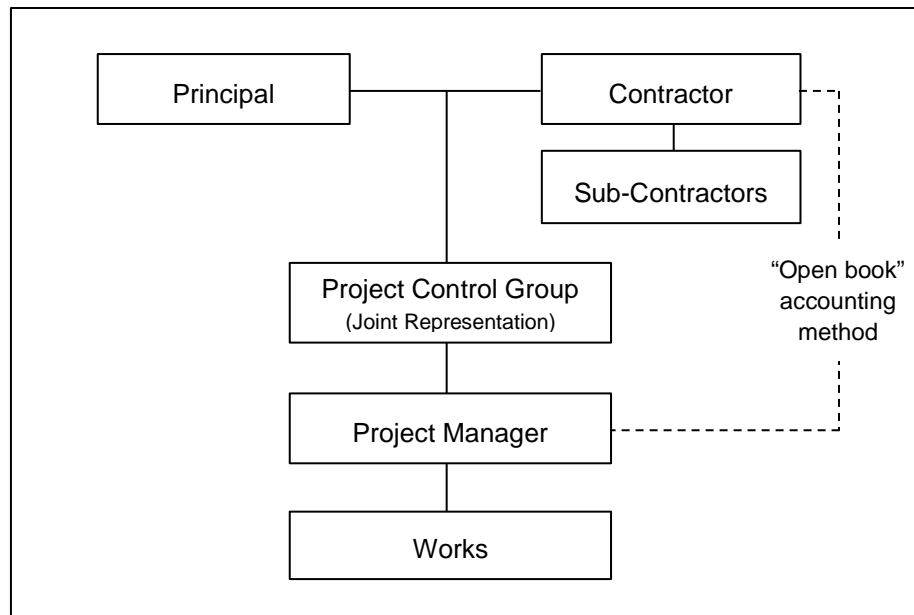 Principal
Contractor
Sub-Contractors
Project Control Group
(Joint Representation)
“Open book”
accounting
method
Project Manager
Works